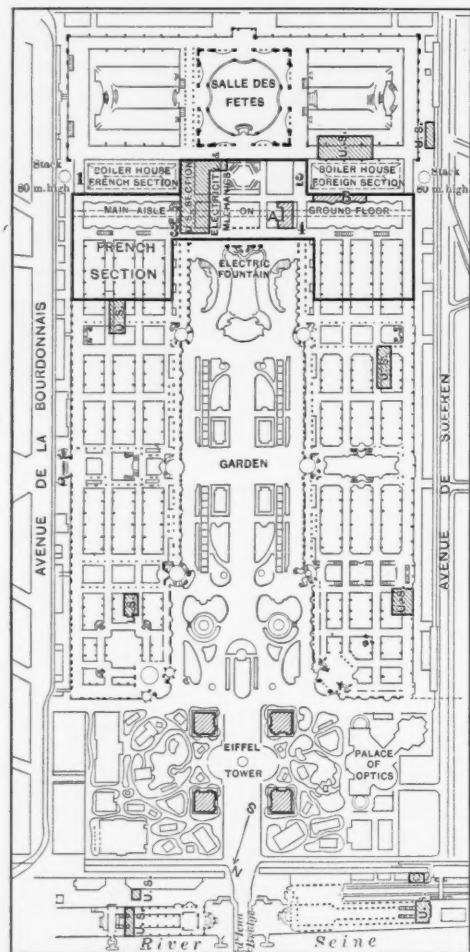 SALLE DES
FETES
U.S.
U.S.
Stack
80 m. high
BOILER HOUSE
FRENCH SECTION
U.S. SECTION
ELECTRICITY &
MECHANICS
BOILER HOUSE
FOREIGN SECTION
Stack
80 m. high
MAIN AISLE
ON
A
B
GROUND FLOOR
FRENCH
SECTION
ELECTRIC
FOUNTAIN
U.S.
U.S.
AVENUE DE LA BOURDONNAIS
GARDEN
AVENUE DE SUFFREN
U.S.
U.S.
EIFFEL
TOWER
PALACE
OF
OPTICS
S
N
U.S.
U.S.
U.S.
River
Bridge
Seine